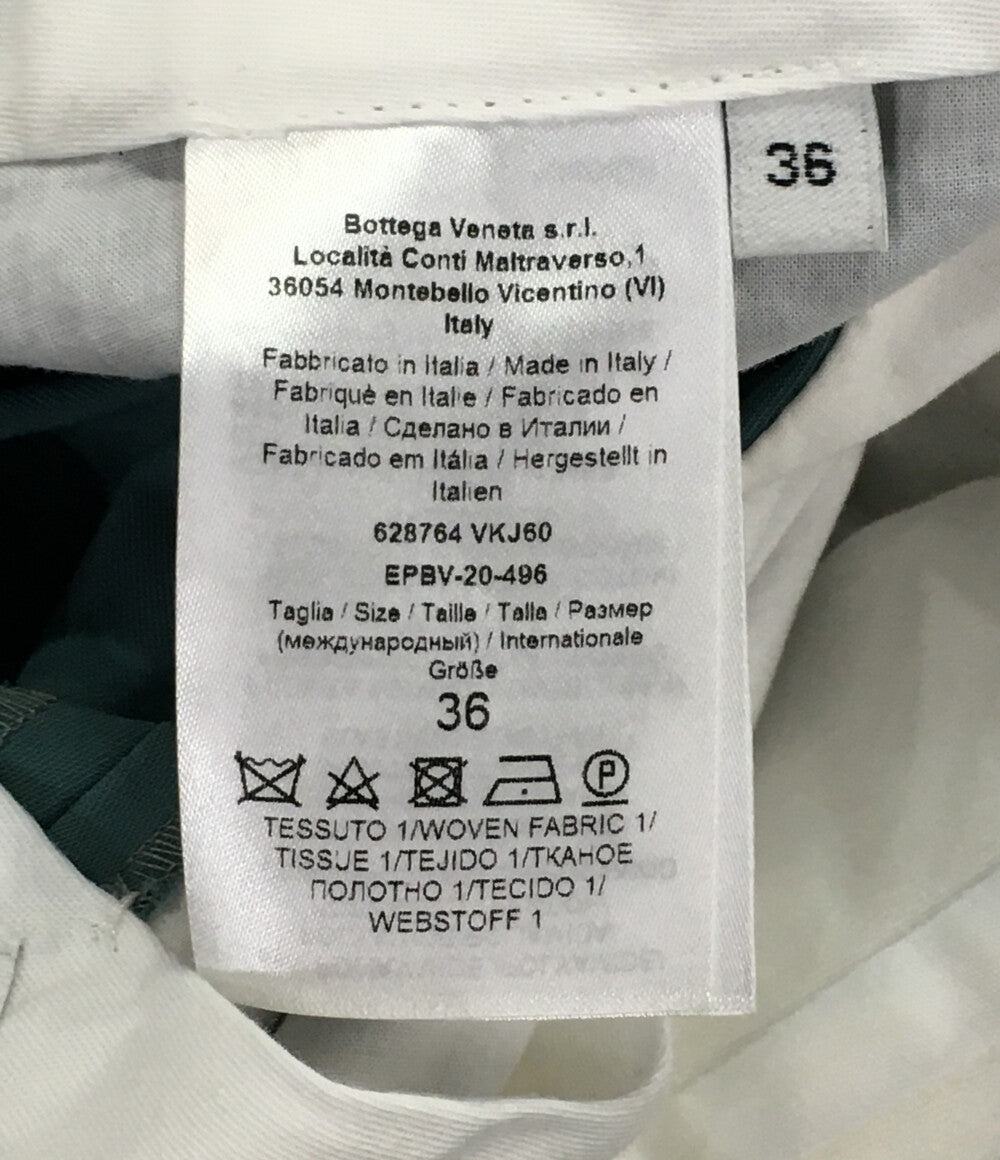 36
Bottega Veneta s.r.l.
Località Conti Maltraverso,1
36054 Montebello Vicentino (VI)
Italy
Fabbricato in Italia / Made in Italy /
Fabriqué en Italie / Fabricado en
Italia / Сделано в Италии /
Fabricado em Itália / Hergestellt in
Italien
628764 VKJ60
EPBV-20-496
Taglia / Size / Taille / Talla / Размер
(международный) / Internationale
Größe
36
P
TESSUTO 1/WOVEN FABRIC 1/
TISSUE 1/TEJIDO 1/TKAHOE
ПОЛОТНО 1/TECIDO 1/
WEBSTOFF 1